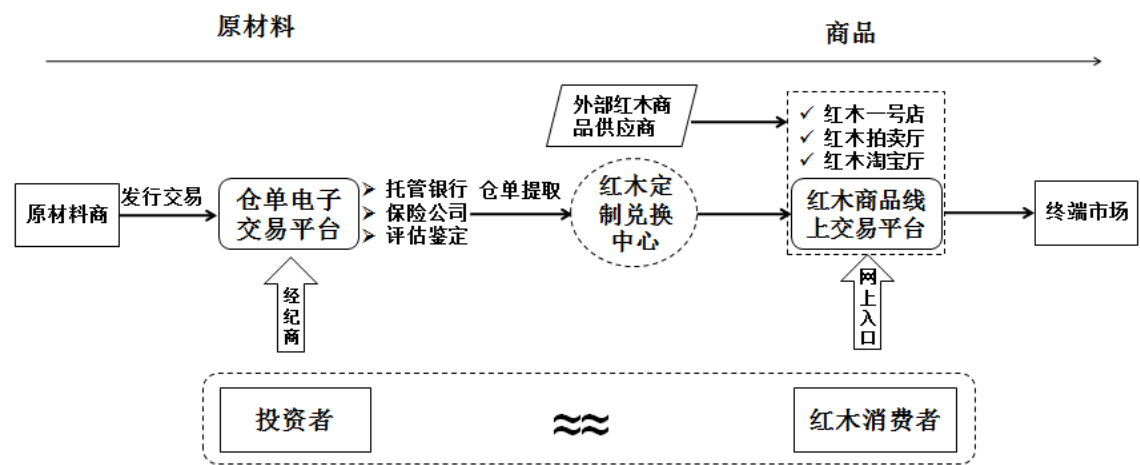 原材料
商品
外部红木商
品供应商
✓ 红木一号店
✓ 红木拍卖厅
✓ 红木淘宝厅
原材料商
发行交易
仓单电子
交易平台
➢ 托管银行
➢ 保险公司
➢ 评估鉴定
仓单提取
红木定
制兑换
中心
红木商品线
上交易平台
终端市场
经
纪
商
网
上
入
口
投资者
≈≈
红木消费者